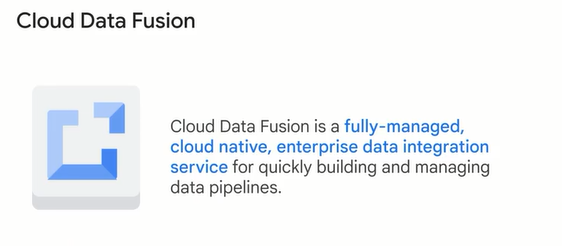 Cloud Data Fusion
Cloud Data Fusion is a fully-managed,
cloud native, enterprise data integration
service for quickly building and managing
data pipelines.